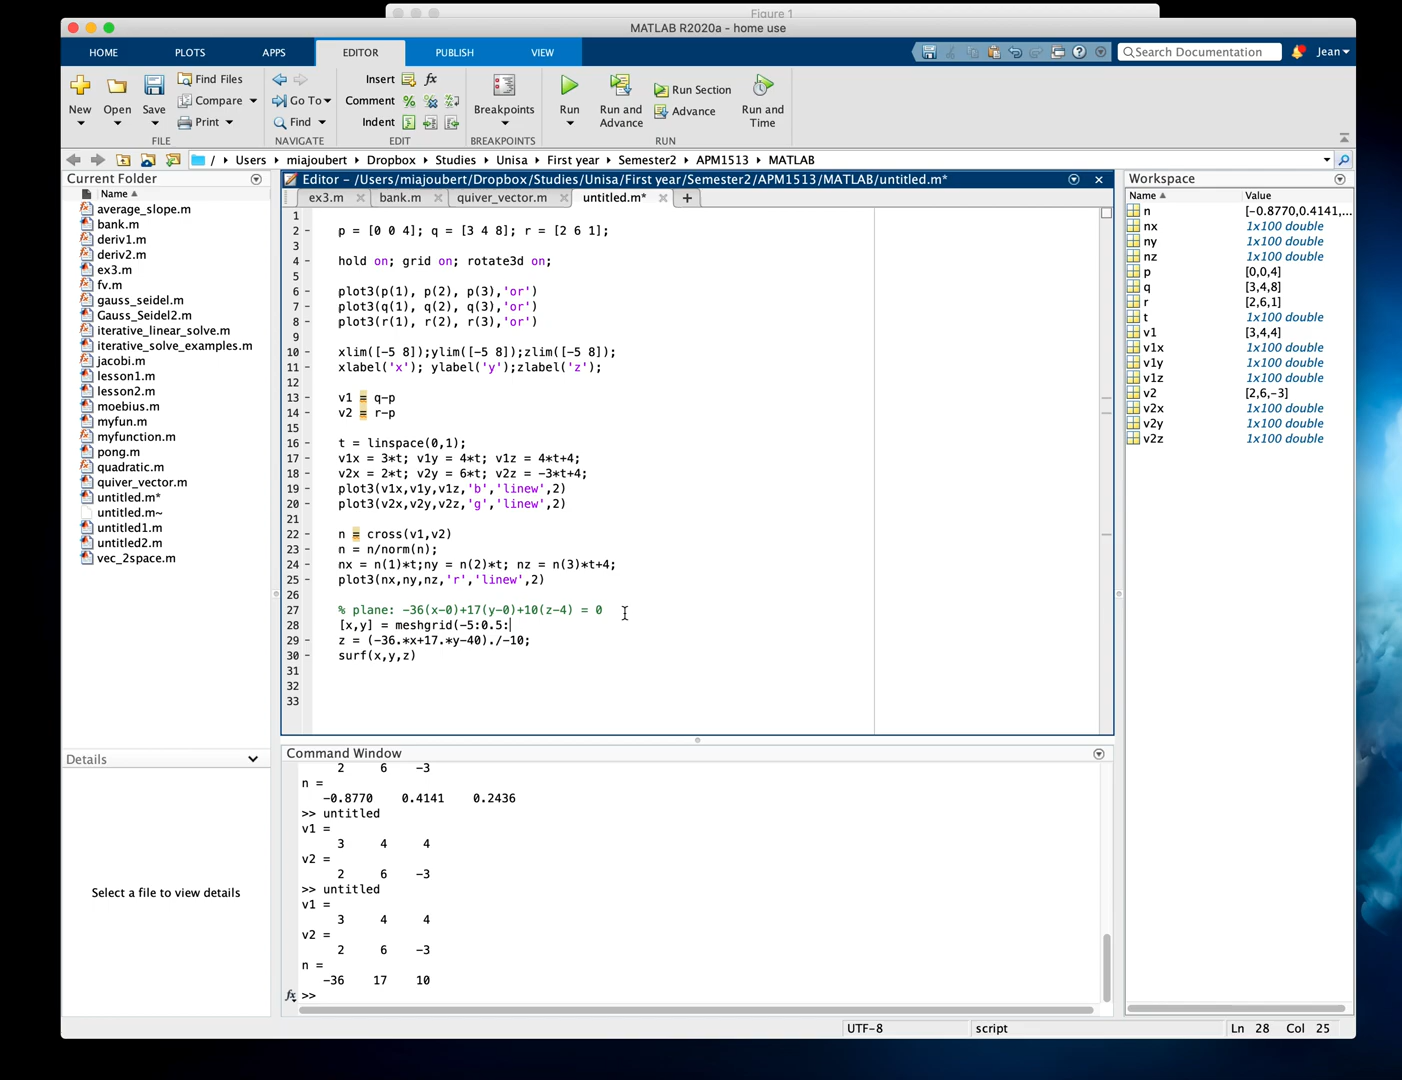 Figure 1
MATLAB R2020a - home use
HOME PLOTS APPS EDITOR PUBLISH VIEW Search Documentation Jean
New Open Save Find Files Compare Print
Go To Find
Insert fx
Comment %
Indent
Breakpoints
Run Run and Advance Run Section Advance Run and Time
FILE NAVIGATE EDIT BREAKPOINTS RUN
/ Users miajoubert Dropbox Studies Unisa First year Semester2 APM1513 MATLAB
Current Folder
Name
average_slope.m
bank.m
deriv1.m
deriv2.m
ex3.m
fv.m
gauss_seidel.m
Gauss_Seidel2.m
iterative_linear_solve.m
iterative_solve_examples.m
jacobi.m
lesson1.m
lesson2.m
moebius.m
myfun.m
myfunction.m
pong.m
quadratic.m
quiver_vector.m
untitled.m*
untitled.m~
untitled1.m
untitled2.m
vec_2space.m
Details
Select a file to view details
Editor - /Users/miajoubert/Dropbox/Studies/Unisa/First year/Semester2/APM1513/MATLAB/untitled.m*
ex3.m bank.m quiver_vector.m untitled.m* +
1
2 - p = [0 0 4]; q = [3 4 8]; r = [2 6 1];
3
4 - hold on; grid on; rotate3d on;
5
6 - plot3(p(1), p(2), p(3),'or')
7 - plot3(q(1), q(2), q(3),'or')
8 - plot3(r(1), r(2), r(3),'or')
9
10 - xlim([-5 8]);ylim([-5 8]);zlim([-5 8]);
11 - xlabel('x'); ylabel('y');zlabel('z');
12
13 - v1 = q-p
14 - v2 = r-p
15
16 - t = linspace(0,1);
17 - v1x = 3*t; v1y = 4*t; v1z = 4*t+4;
18 - v2x = 2*t; v2y = 6*t; v2z = -3*t+4;
19 - plot3(v1x,v1y,v1z,'b','linew',2)
20 - plot3(v2x,v2y,v2z,'g','linew',2)
21
22 - n = cross(v1,v2)
23 - n = n/norm(n);
24 - nx = n(1)*t;ny = n(2)*t; nz = n(3)*t+4;
25 - plot3(nx,ny,nz,'r','linew',2)
26
27 % plane: -36(x-0)+17(y-0)+10(z-4) = 0
28 - [x,y] = meshgrid(-5:0.5:
29 - z = (-36.*x+17.*y-40)./-10;
30 - surf(x,y,z)
31
32
33
Command Window
2 6 -3
n =
-0.8770 0.4141 0.2436
>> untitled
v1 =
3 4 4
v2 =
2 6 -3
>> untitled
v1 =
3 4 4
v2 =
2 6 -3
n =
-36 17 10
fx >>
Workspace
Name Value
n [-0.8770,0.4141,...
nx 1x100 double
ny 1x100 double
nz 1x100 double
p [0,0,4]
q [3,4,8]
r [2,6,1]
t 1x100 double
v1 [3,4,4]
v1x 1x100 double
v1y 1x100 double
v1z 1x100 double
v2 [2,6,-3]
v2x 1x100 double
v2y 1x100 double
v2z 1x100 double
UTF-8 script Ln 28 Col 25